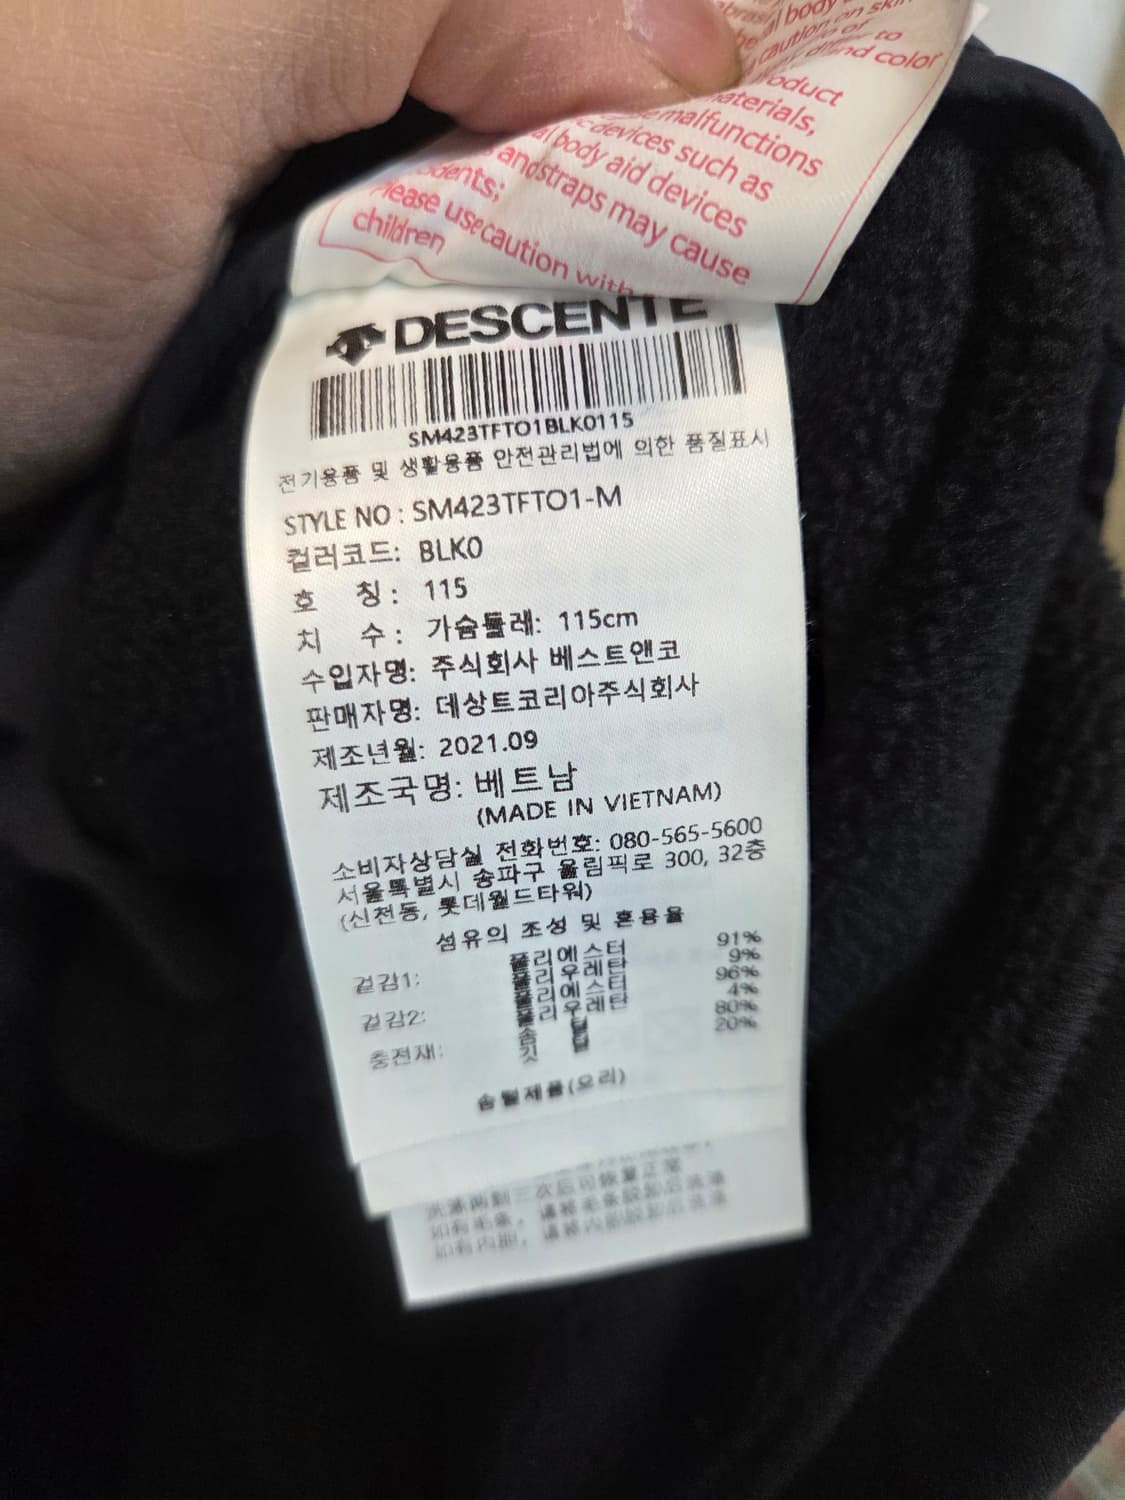 body
caution on skin
and color
product
materials,
malfunctions
devices such as
body aid devices
and straps may cause
Please use caution with
children
DESCENTE
SM423TFTO1BLK0115
전기용품 및 생활용품 안전관리법에 의한 품질표시
STYLE NO : SM423TFTO1-M
컬러코드: BLK0
호 칭 : 115
치 수 : 가슴둘레: 115cm
수입자명: 주식회사 베스트앤코
판매자명: 데상트코리아주식회사
제조년월: 2021.09
제조국명: 베트남
(MADE IN VIETNAM)
소비자상담실 전화번호: 080-565-5600
서울특별시 송파구 올림픽로 300, 32층
(신천동, 롯데월드타워)
섬유의 조성 및 혼용율
겉감1: 폴리에스터 91%
폴리우레탄 9%
겉감2: 폴리에스터 96%
폴리우레탄 4%
충전재: 솜털 80%
깃털 20%
솜털제품(오리)